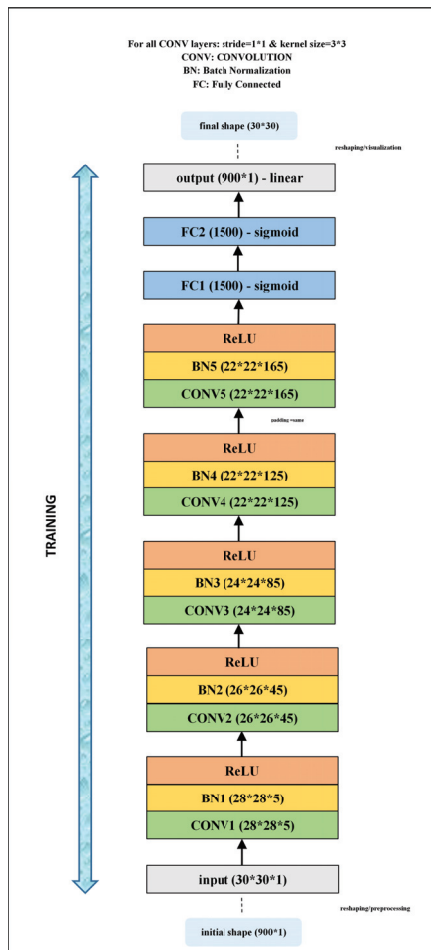 For all CONV layers: stride=1*1 & kernel size=3*3
CONV: CONVOLUTION
BN: Batch Normalization
FC: Fully Connected
final shape (30*30)
reshaping/visualization
output (900*1) - linear
FC2 (1500) - sigmoid
FC1 (1500) - sigmoid
ReLU
BN5 (22*22*165)
CONV5 (22*22*165)
padding =same
ReLU
BN4 (22*22*125)
CONV4 (22*22*125)
ReLU
BN3 (24*24*85)
CONV3 (24*24*85)
TRAINING
ReLU
BN2 (26*26*45)
CONV2 (26*26*45)
ReLU
BN1 (28*28*5)
CONV1 (28*28*5)
input (30*30*1)
reshaping/preprocessing
initial shape (900*1)